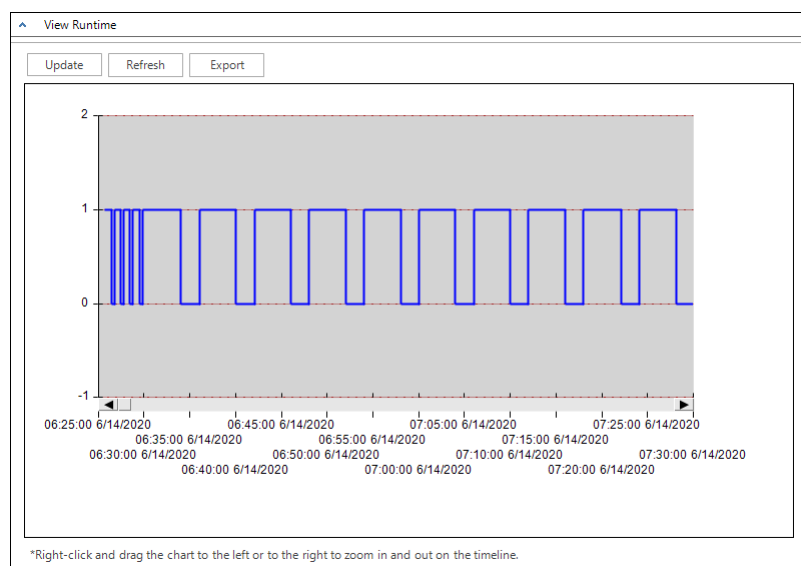 View Runtime
Update Refresh Export
2
1
0
-1
06:25:00 6/14/2020 06:45:00 6/14/2020 07:05:00 6/14/2020 07:25:00 6/14/2020
06:35:00 6/14/2020 06:55:00 6/14/2020 07:15:00 6/14/2020
06:30:00 6/14/2020 06:50:00 6/14/2020 07:10:00 6/14/2020 07:30:00 6/14/2020
06:40:00 6/14/2020 07:00:00 6/14/2020 07:20:00 6/14/2020
*Right-click and drag the chart to the left or to the right to zoom in and out on the timeline.